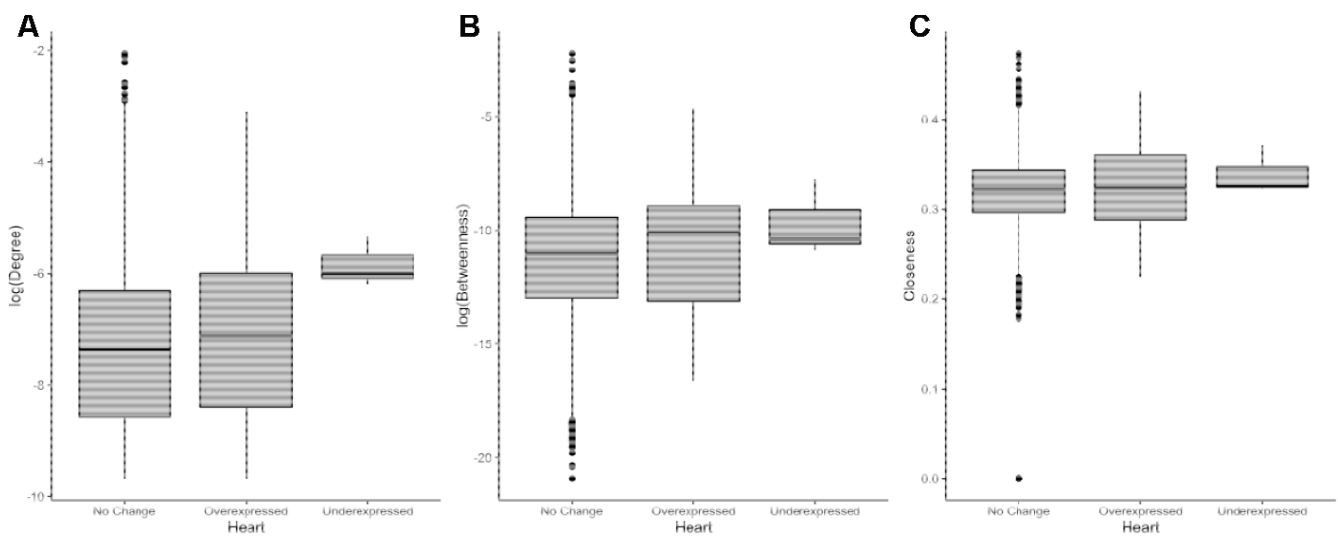 A
log(Degree)
-2
-4
-6
-8
-10
No Change Overexpressed Underexpressed
Heart
B
log(Betweenness)
-5
-10
-15
-20
No Change Overexpressed Underexpressed
Heart
C
Closeness
0.4
0.3
0.2
0.1
0.0
No Change Overexpressed Underexpressed
Heart